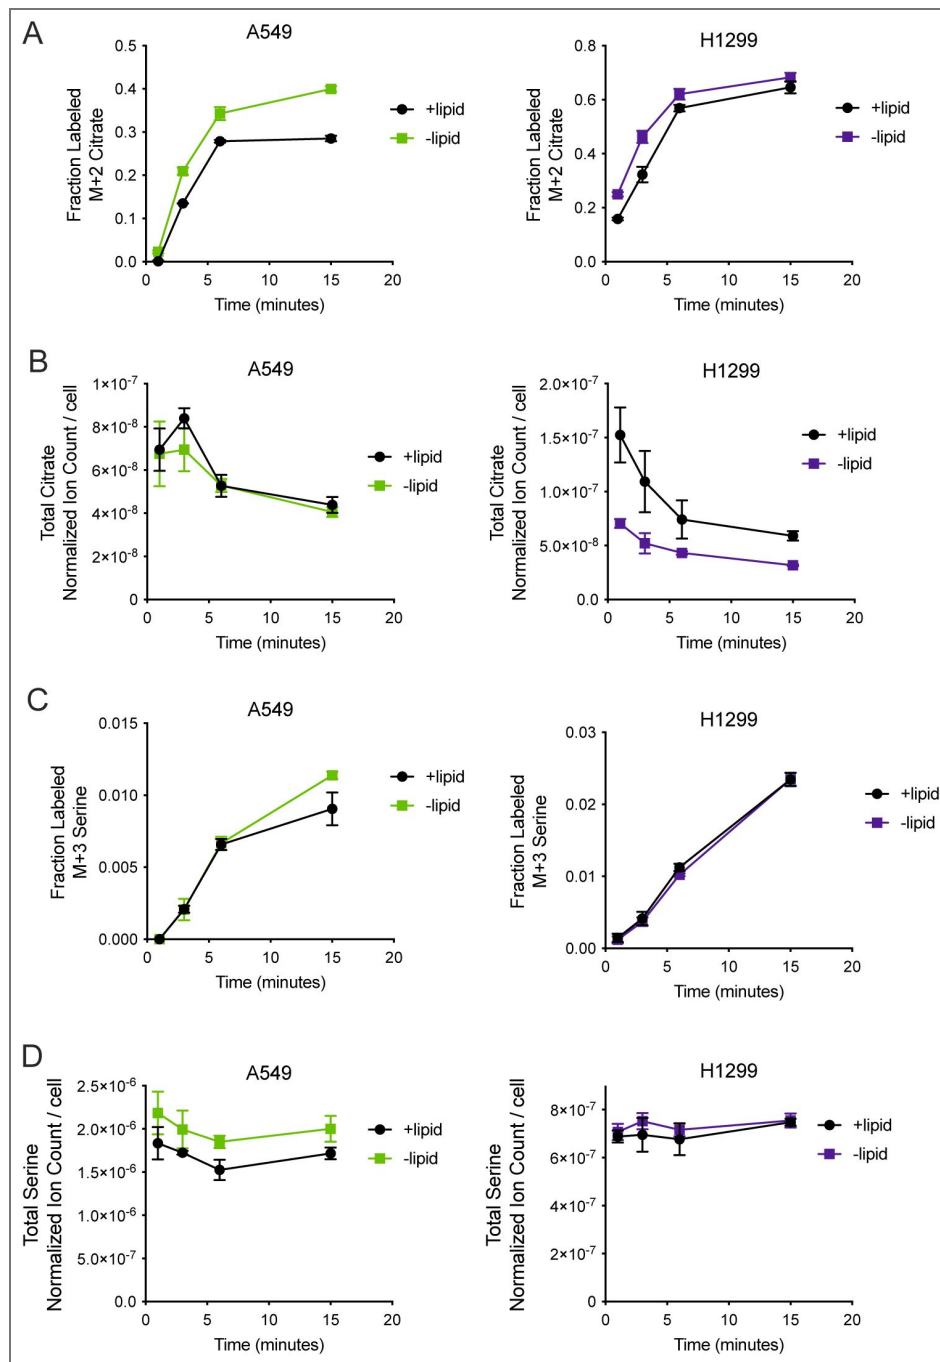 A
A549
Fraction Labeled
M+2 Citrate
0.5
0.4
0.3
0.2
0.1
0.0
0 5 10 15 20
Time (minutes)
+lipid
-lipid
H1299
Fraction Labeled
M+2 Citrate
0.8
0.6
0.4
0.2
0.0
0 5 10 15 20
Time (minutes)
+lipid
-lipid
B
A549
Total Citrate
Normalized Ion Count / cell
1×10⁻⁷
8×10⁻⁸
6×10⁻⁸
4×10⁻⁸
2×10⁻⁸
0
0 5 10 15 20
Time (minutes)
+lipid
-lipid
H1299
Total Citrate
Normalized Ion Count / cell
2.0×10⁻⁷
1.5×10⁻⁷
1.0×10⁻⁷
5.0×10⁻⁸
0.0
0 5 10 15 20
Time (minutes)
+lipid
-lipid
C
A549
Fraction Labeled
M+3 Serine
0.015
0.010
0.005
0.000
0 5 10 15 20
Time (minutes)
+lipid
-lipid
H1299
Fraction Labeled
M+3 Serine
0.03
0.02
0.01
0.00
0 5 10 15 20
Time (minutes)
+lipid
-lipid
D
A549
Total Serine
Normalized Ion Count / cell
2.5×10⁻⁶
2.0×10⁻⁶
1.5×10⁻⁶
1.0×10⁻⁶
5.0×10⁻⁷
0.0
0 5 10 15 20
Time (minutes)
+lipid
-lipid
H1299
Total Serine
Normalized Ion Count / cell
8×10⁻⁷
6×10⁻⁷
4×10⁻⁷
2×10⁻⁷
0
0 5 10 15 20
Time (minutes)
+lipid
-lipid